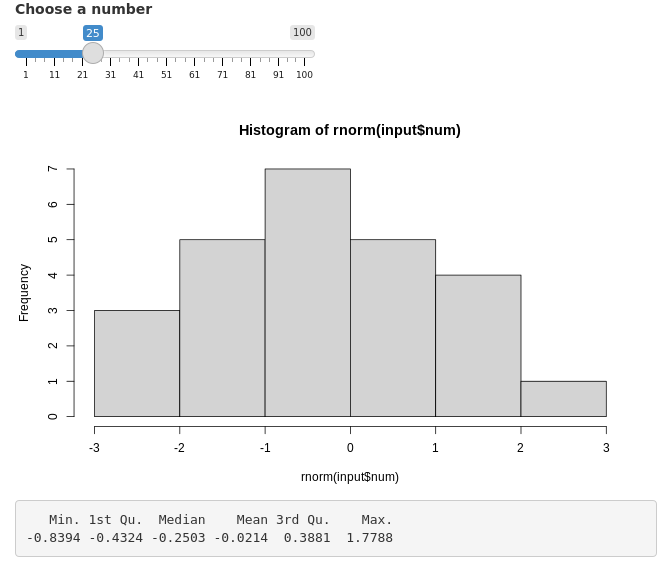 Choose a number
1 25 100
1 11 21 31 41 51 61 71 81 91 100
Histogram of rnorm(input$num)
Frequency
7
6
5
4
3
2
1
0
-3 -2 -1 0 1 2 3
rnorm(input$num)
Min. 1st Qu. Median Mean 3rd Qu. Max.
-0.8394 -0.4324 -0.2503 -0.0214 0.3881 1.7788